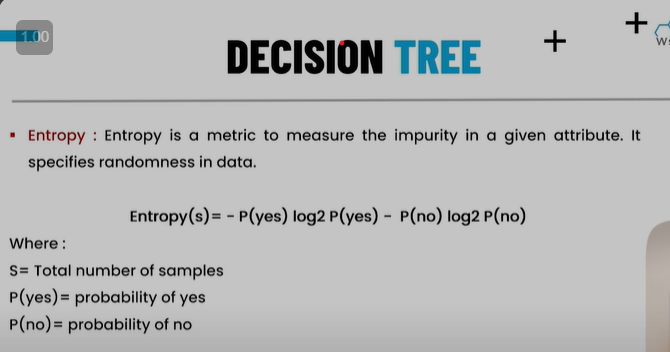 1.00
DECISION TREE
▪ Entropy : Entropy is a metric to measure the impurity in a given attribute. It
specifies randomness in data.
Entropy(s)= - P(yes) log2 P(yes) - P(no) log2 P(no)
Where :
S= Total number of samples
P(yes)= probability of yes
P(no)= probability of no